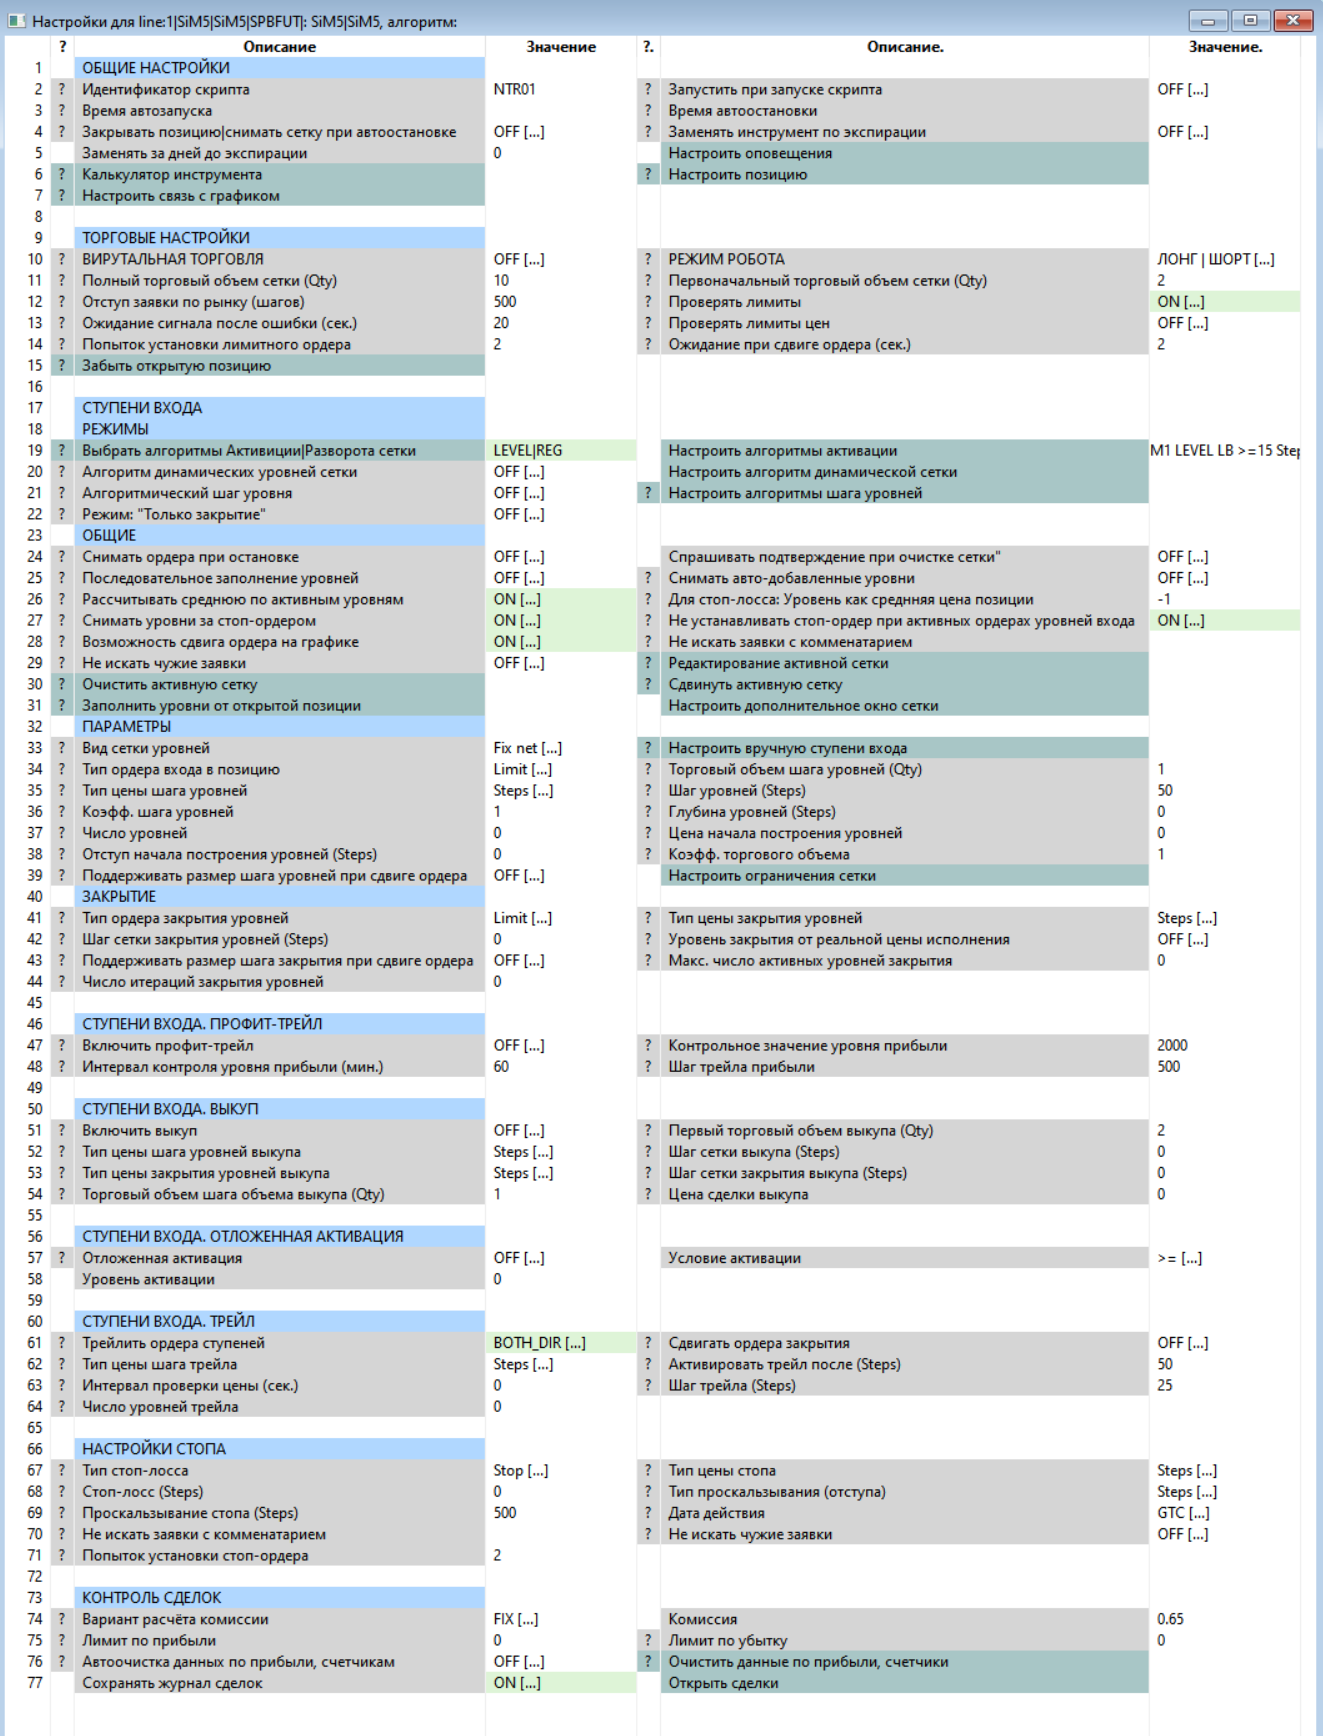 Настройки для line:1|SiM5|SiM5|SPBFUT|: SiM5|SiM5, алгоритм:
? Описание Значение ?. Описание. Значение.
1 ОБЩИЕ НАСТРОЙКИ
2 ? Идентификатор скрипта NTR01 ? Запустить при запуске скрипта OFF [...]
3 ? Время автозапуска ? Время автоостановки
4 ? Закрывать позицию|снимать сетку при автоостановке OFF [...] ? Заменять инструмент по экспирации OFF [...]
5 Заменять за дней до экспирации 0 Настроить оповещения
6 ? Калькулятор инструмента ? Настроить позицию
7 ? Настроить связь с графиком
8
9 ТОРГОВЫЕ НАСТРОЙКИ
10 ? ВИРУТАЛЬНАЯ ТОРГОВЛЯ OFF [...] ? РЕЖИМ РОБОТА ЛОНГ | ШОРТ [...]
11 ? Полный торговый объем сетки (Qty) 10 ? Первоначальный торговый объем сетки (Qty) 2
12 ? Отступ заявки по рынку (шагов) 500 ? Проверять лимиты ON [...]
13 ? Ожидание сигнала после ошибки (сек.) 20 ? Проверять лимиты цен OFF [...]
14 ? Попыток установки лимитного ордера 2 ? Ожидание при сдвиге ордера (сек.) 2
15 ? Забыть открытую позицию
16
17 СТУПЕНИ ВХОДА
18 РЕЖИМЫ
19 ? Выбрать алгоритмы Активиции|Разворота сетки LEVEL|REG Настроить алгоритмы активации M1 LEVEL LB >=15 Step
20 ? Алгоритм динамических уровней сетки OFF [...] Настроить алгоритм динамической сетки
21 ? Алгоритмический шаг уровня OFF [...] ? Настроить алгоритмы шага уровней
22 ? Режим: "Только закрытие" OFF [...]
23 ОБЩИЕ
24 ? Снимать ордера при остановке OFF [...] Спрашивать подтверждение при очистке сетки" OFF [...]
25 ? Последовательное заполнение уровней OFF [...] ? Снимать авто-добавленные уровни OFF [...]
26 ? Рассчитывать среднюю по активным уровням ON [...] ? Для стоп-лосса: Уровень как среднняя цена позиции -1
27 ? Снимать уровни за стоп-ордером ON [...] ? Не устанавливать стоп-ордер при активных ордерах уровней входа ON [...]
28 ? Возможность сдвига ордера на графике ON [...] ? Не искать заявки с комменатарием
29 ? Не искать чужие заявки OFF [...] ? Редактирование активной сетки
30 ? Очистить активную сетку ? Сдвинуть активную сетку
31 ? Заполнить уровни от открытой позиции Настроить дополнительное окно сетки
32 ПАРАМЕТРЫ
33 ? Вид сетки уровней Fix net [...] ? Настроить вручную ступени входа
34 ? Тип ордера входа в позицию Limit [...] ? Торговый объем шага уровней (Qty) 1
35 ? Тип цены шага уровней Steps [...] ? Шаг уровней (Steps) 50
36 ? Коэфф. шага уровней 1 ? Глубина уровней (Steps) 0
37 ? Число уровней 0 ? Цена начала построения уровней 0
38 ? Отступ начала построения уровней (Steps) 0 ? Коэфф. торгового объема 1
39 ? Поддерживать размер шага уровней при сдвиге ордера OFF [...] Настроить ограничения сетки
40 ЗАКРЫТИЕ
41 ? Тип ордера закрытия уровней Limit [...] ? Тип цены закрытия уровней Steps [...]
42 ? Шаг сетки закрытия уровней (Steps) 0 ? Уровень закрытия от реальной цены исполнения OFF [...]
43 ? Поддерживать размер шага закрытия при сдвиге ордера OFF [...] ? Макс. число активных уровней закрытия 0
44 ? Число итераций закрытия уровней 0
45
46 СТУПЕНИ ВХОДА. ПРОФИТ-ТРЕЙЛ
47 ? Включить профит-трейл OFF [...] ? Контрольное значение уровня прибыли 2000
48 ? Интервал контроля уровня прибыли (мин.) 60 ? Шаг трейла прибыли 500
49
50 СТУПЕНИ ВХОДА. ВЫКУП
51 ? Включить выкуп OFF [...] ? Первый торговый объем выкупа (Qty) 2
52 ? Тип цены шага уровней выкупа Steps [...] ? Шаг сетки выкупа (Steps) 0
53 ? Тип цены закрытия уровней выкупа Steps [...] ? Шаг сетки закрытия выкупа (Steps) 0
54 ? Торговый объем шага объема выкупа (Qty) 1 ? Цена сделки выкупа 0
55
56 СТУПЕНИ ВХОДА. ОТЛОЖЕННАЯ АКТИВАЦИЯ
57 ? Отложенная активация OFF [...] Условие активации >= [...]
58 Уровень активации 0
59
60 СТУПЕНИ ВХОДА. ТРЕЙЛ
61 ? Трейлить ордера ступеней BOTH_DIR [...] ? Сдвигать ордера закрытия OFF [...]
62 ? Тип цены шага трейла Steps [...] ? Активировать трейл после (Steps) 50
63 ? Интервал проверки цены (сек.) 0 ? Шаг трейла (Steps) 25
64 ? Число уровней трейла 0
65
66 НАСТРОЙКИ СТОПА
67 ? Тип стоп-лосса Stop [...] ? Тип цены стопа Steps [...]
68 ? Стоп-лосс (Steps) 0 ? Тип проскальзывания (отступа) Steps [...]
69 ? Проскальзывание стопа (Steps) 500 ? Дата действия GTC [...]
70 ? Не искать заявки с комменатарием ? Не искать чужие заявки OFF [...]
71 ? Попыток установки стоп-ордера 2
72
73 КОНТРОЛЬ СДЕЛОК
74 ? Вариант расчёта комиссии FIX [...] Комиссия 0.65
75 ? Лимит по прибыли 0 ? Лимит по убытку 0
76 ? Автоочистка данных по прибыли, счетчикам OFF [...] ? Очистить данные по прибыли, счетчики
77 Сохранять журнал сделок ON [...] Открыть сделки